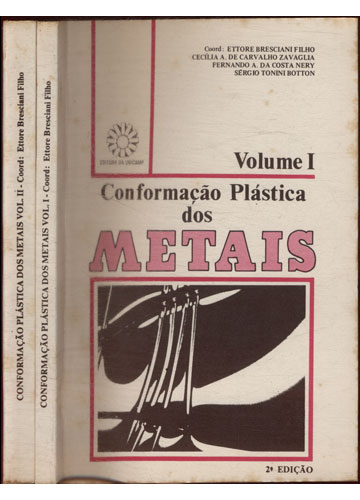 CONFORMAÇÃO PLÁSTICA DOS METAIS VOL. II - Coord: Ettore Bresciani Filho
CONFORMAÇÃO PLÁSTICA DOS METAIS VOL. I - Coord: Ettore Bresciani Filho
Coord: ETTORE BRESCIANI FILHO
CECÍLIA A. DE CARVALHO ZAVAGLIA
FERNANDO A. DA COSTA NERY
SÉRGIO TONINI BOTTON
EDITORA DA UNICAMP
Volume I
Conformação Plástica
dos
METAIS
2ª EDIÇÃO